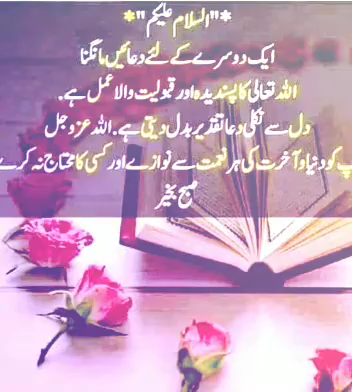 *"السلام علیکم"*
ایک دوسرے کے لئے دعائیں مانگنا
اللہ تعالیٰ کا پسندیدہ اور قبولیت والا عمل ہے.
دل سے نکلی دعا تقدیر بدل دیتی ہے. اللہ عزوجل
پ کو دنیا و آخرت کی ہر نعمت سے نوازے اور کسی کا محتاج نہ کرے
صبح بخیر